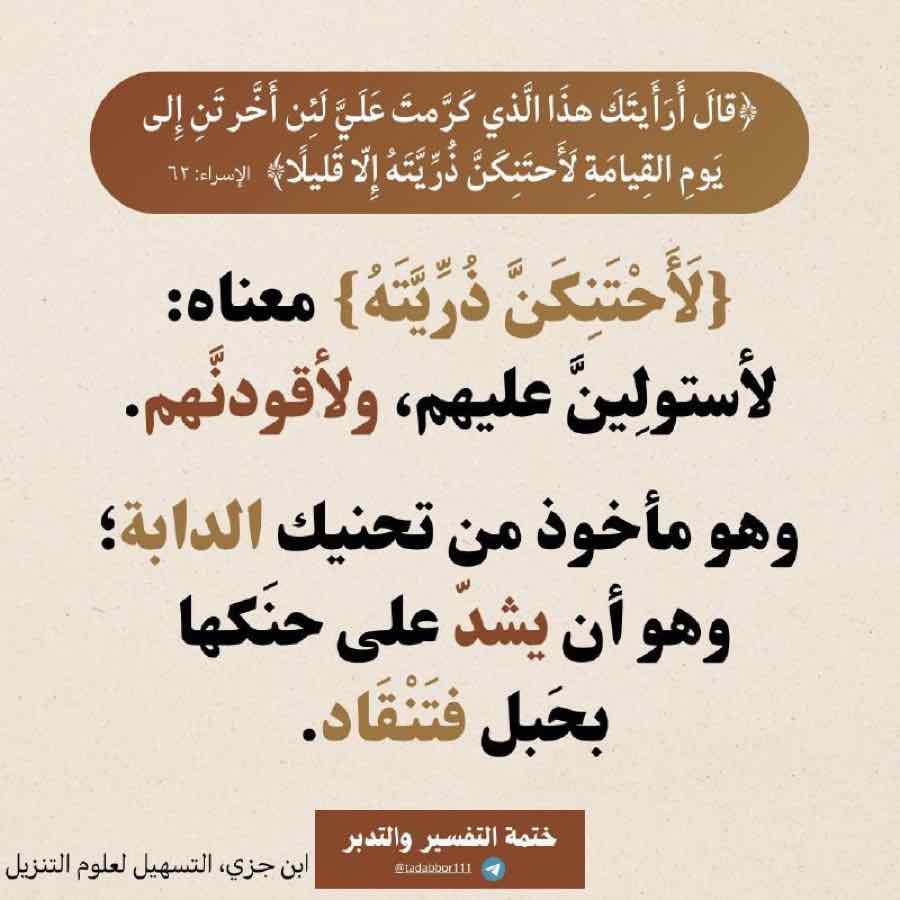 ﴿قالَ أَرَأَيتَكَ هذَا الَّذي كَرَّمتَ عَلَيَّ لَئِن أَخَّرتَنِ إِلى
يَومِ القِيامَةِ لَأَحتَنِكَنَّ ذُرِّيَّتَهُ إِلّا قَليلًا﴾ الإسراء: ٦٢
{لَأَحْتَنِكَنَّ ذُرِّيَّتَهُ} معناه:
لأستولِينَّ عليهم، ولأقودنَّهم.
وهو مأخوذ من تحنيك الدابة؛
وهو أن يشدّ على حنَكها
بحَبل فتَنْقَاد.
ختمة التفسير والتدبر
@tadabbor111
ابن جزي، التسهيل لعلوم التنزيل